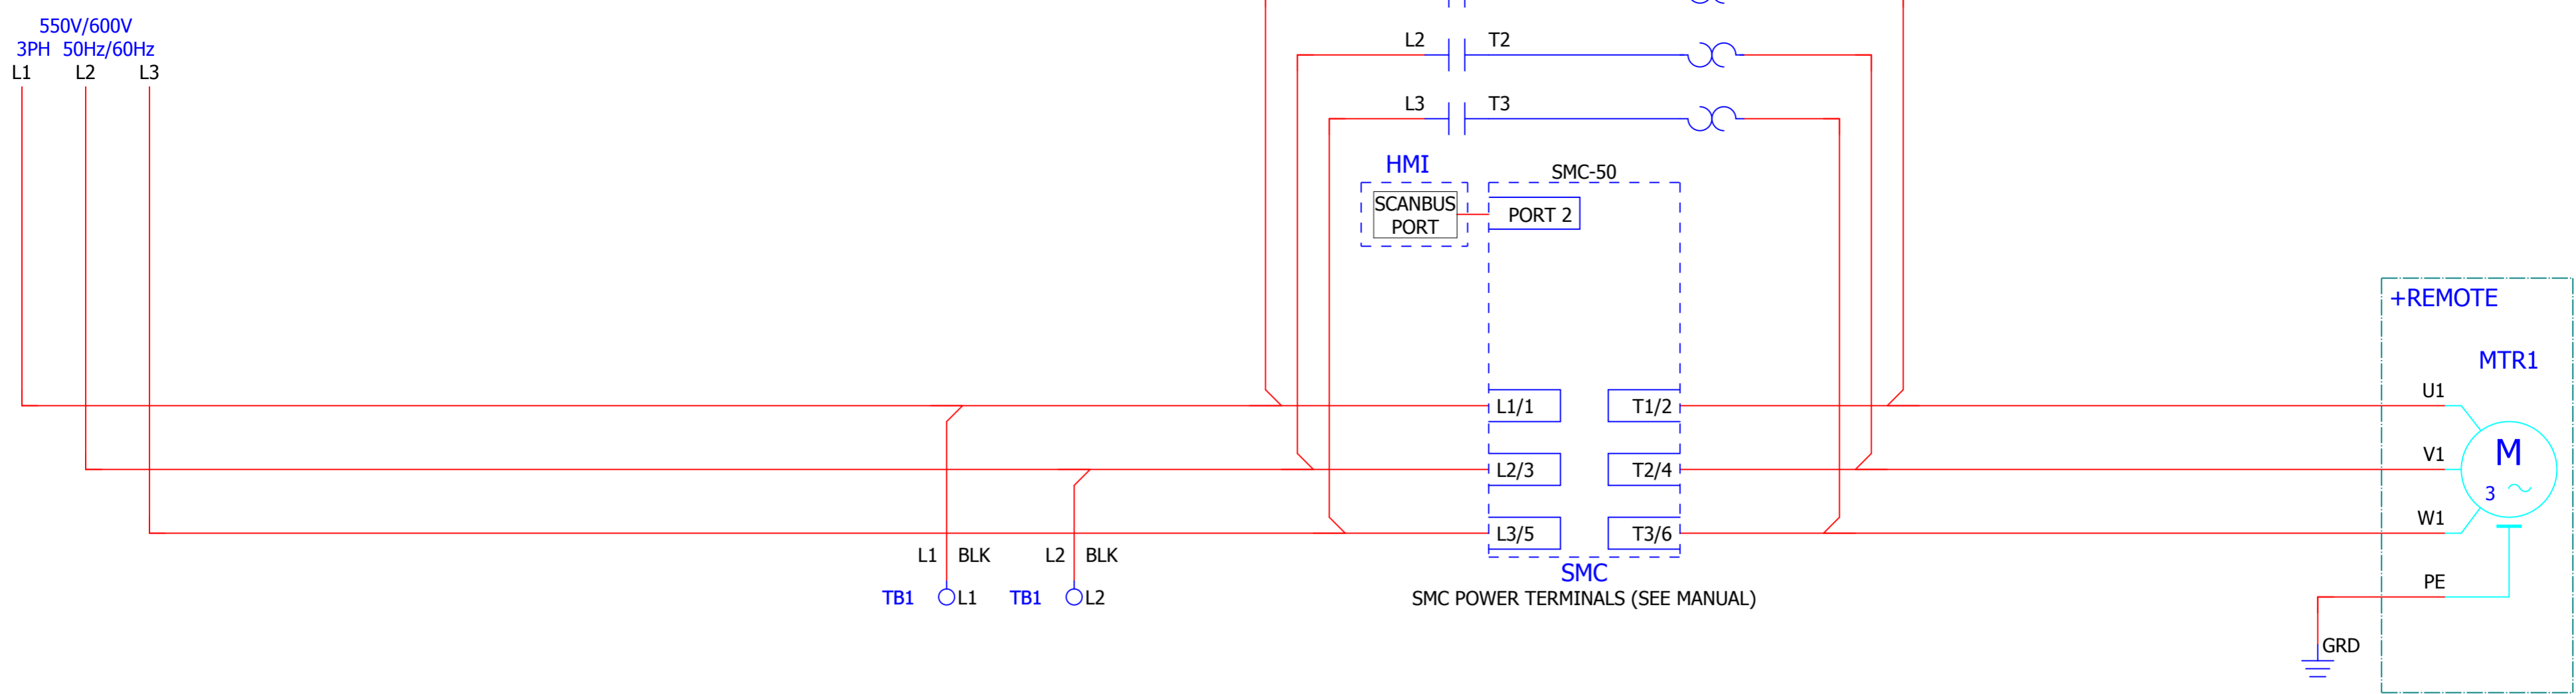 550V/600V
3PH 50Hz/60Hz
L1 L2 L3
L2 T2
L3 T3
HMI
SMC-50
SCANBUS
PORT
PORT 2
+REMOTE
MTR1
U1
L1/1 T1/2
V1
M
3
L2/3 T2/4
W1
L3/5 T3/6
L1 BLK L2 BLK
SMC
PE
TB1 L1 TB1 L2
SMC POWER TERMINALS (SEE MANUAL)
GRD